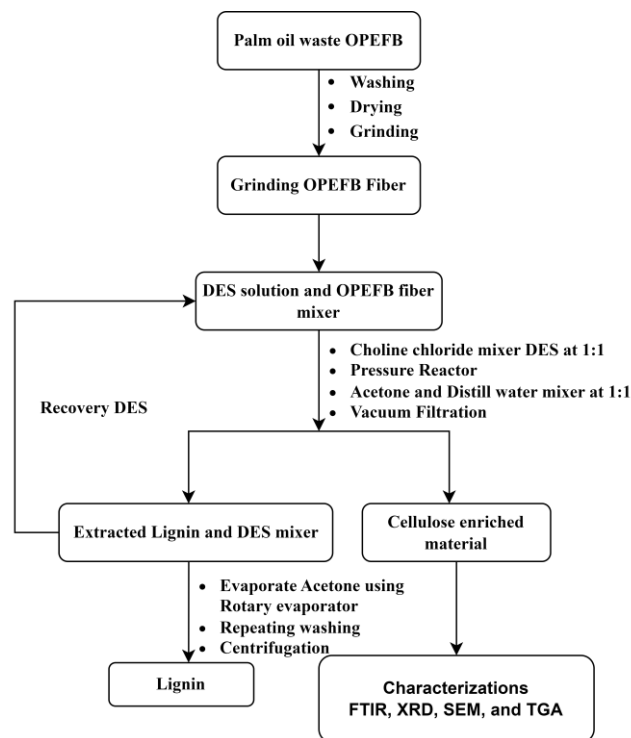 Palm oil waste OPEFB
• Washing
• Drying
• Grinding
Grinding OPEFB Fiber
DES solution and OPEFB fiber
mixer
• Choline chloride mixer DES at 1:1
• Pressure Reactor
• Acetone and Distill water mixer at 1:1
• Vacuum Filtration
Recovery DES
Extracted Lignin and DES mixer
Cellulose enriched
material
• Evaporate Acetone using
Rotary evaporator
• Repeating washing
• Centrifugation
Lignin
Characterizations
FTIR, XRD, SEM, and TGA